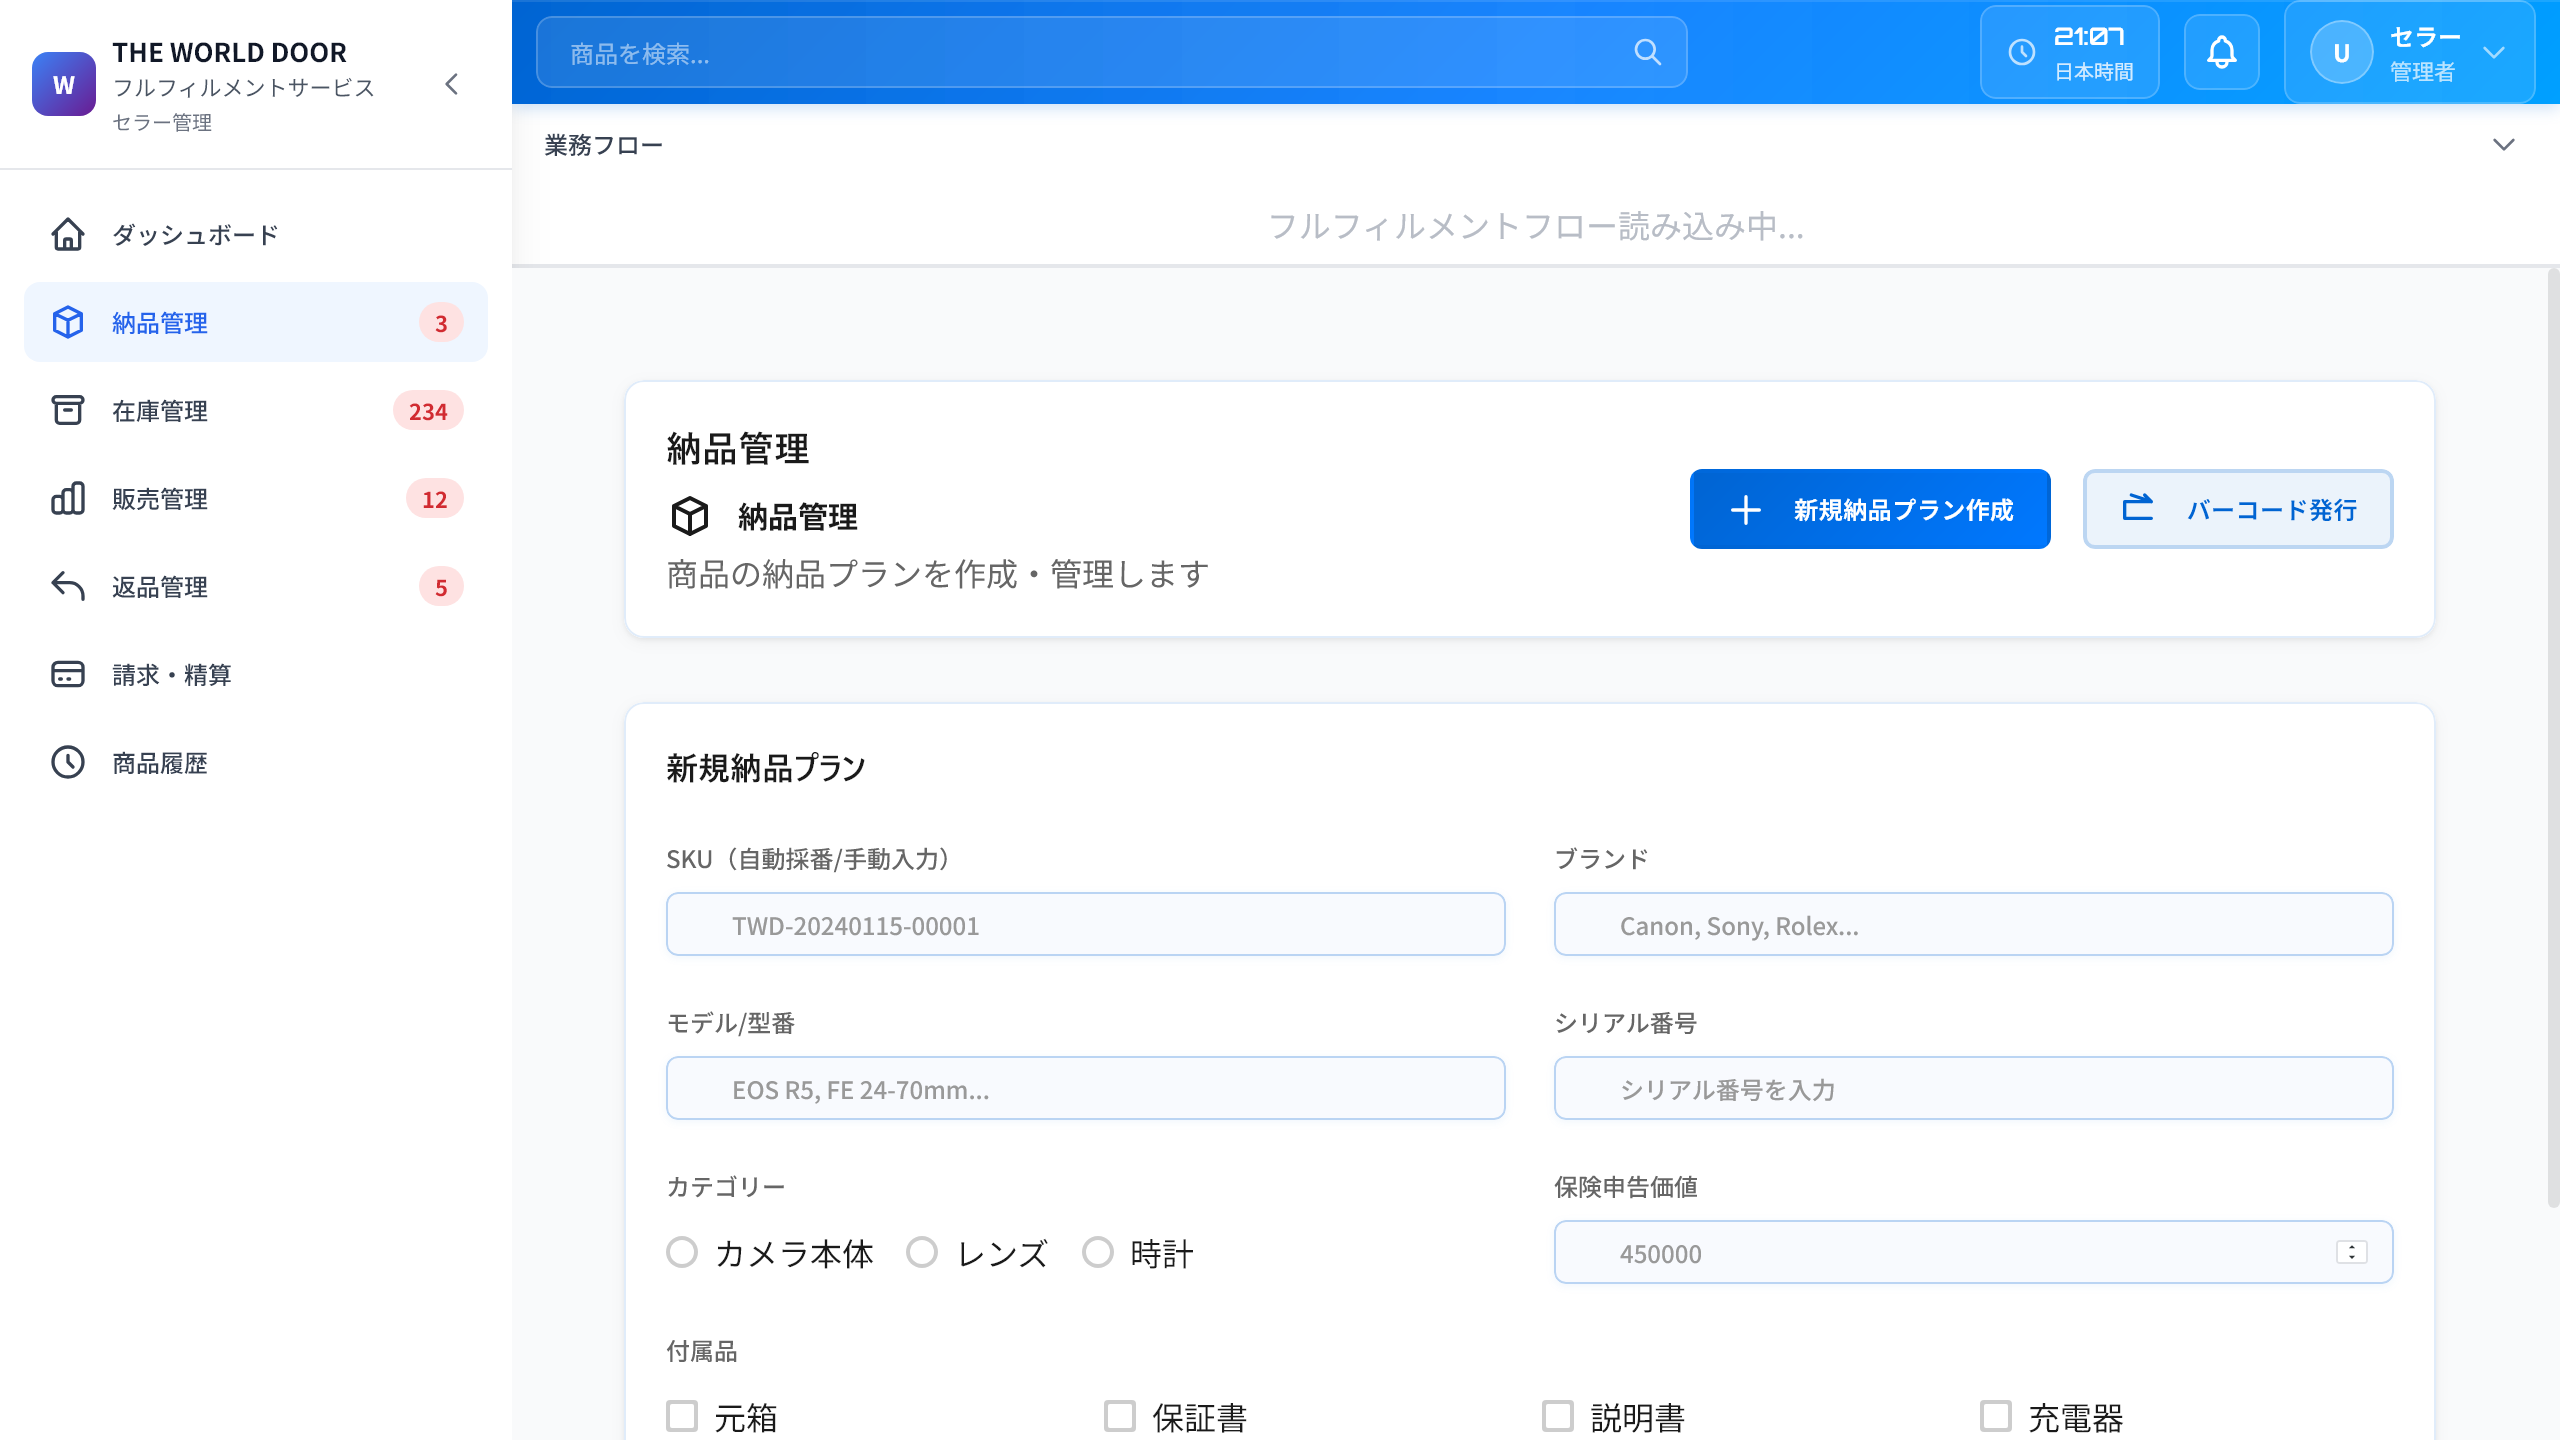 W
THE WORLD DOOR
フルフィルメントサービス
セラー管理
ダッシュボード
納品管理
3
在庫管理
234
販売管理
12
返品管理
5
請求・精算
商品履歴
商品を検索...
21:07
日本時間
U
セラー
管理者
業務フロー
フルフィルメントフロー読み込み中...
納品管理
納品管理
商品の納品プランを作成・管理します
新規納品プラン作成
バーコード発行
新規納品プラン
SKU（自動採番/手動入力）
TWD-20240115-00001
ブランド
Canon, Sony, Rolex...
モデル/型番
EOS R5, FE 24-70mm...
シリアル番号
シリアル番号を入力
カテゴリー
カメラ本体
レンズ
時計
保険申告価値
450000
付属品
元箱
保証書
説明書
充電器